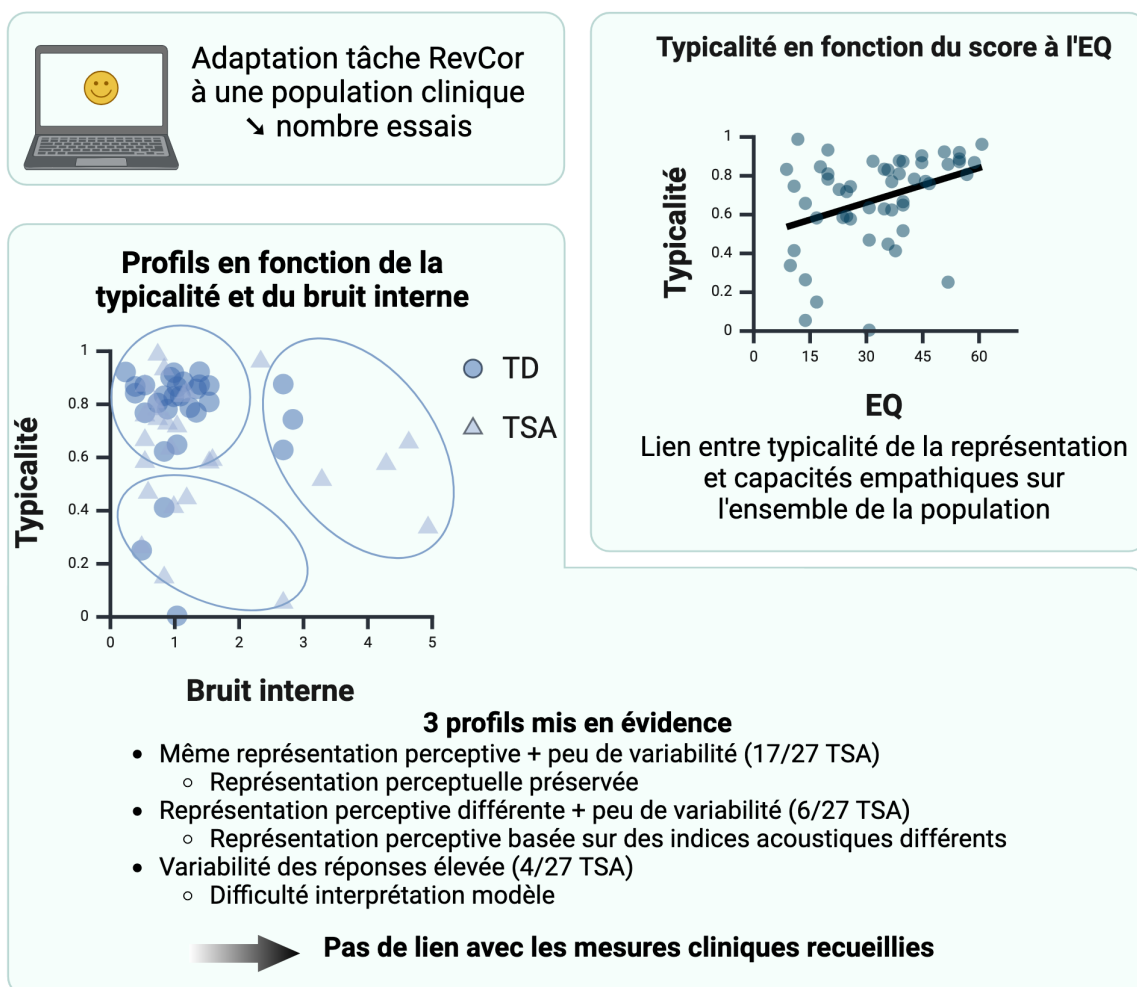 Adaptation tâche RevCor
à une population clinique
↘ nombre essais
Typicalité en fonction du score à l'EQ
Typicalité
1
0.8
0.6
0.4
0.2
0
0 15 30 45 60
EQ
Lien entre typicalité de la représentation
et capacités empathiques sur
l'ensemble de la population
Profils en fonction de la
typicalité et du bruit interne
Typicalité
1
0.8
0.6
0.4
0.2
0
0 1 2 3 4 5
TD
TSA
Bruit interne
3 profils mis en évidence
• Même représentation perceptive + peu de variabilité (17/27 TSA)
◦ Représentation perceptuelle préservée
• Représentation perceptive différente + peu de variabilité (6/27 TSA)
◦ Représentation perceptive basée sur des indices acoustiques différents
• Variabilité des réponses élevée (4/27 TSA)
◦ Difficulté interprétation modèle
Pas de lien avec les mesures cliniques recueillies